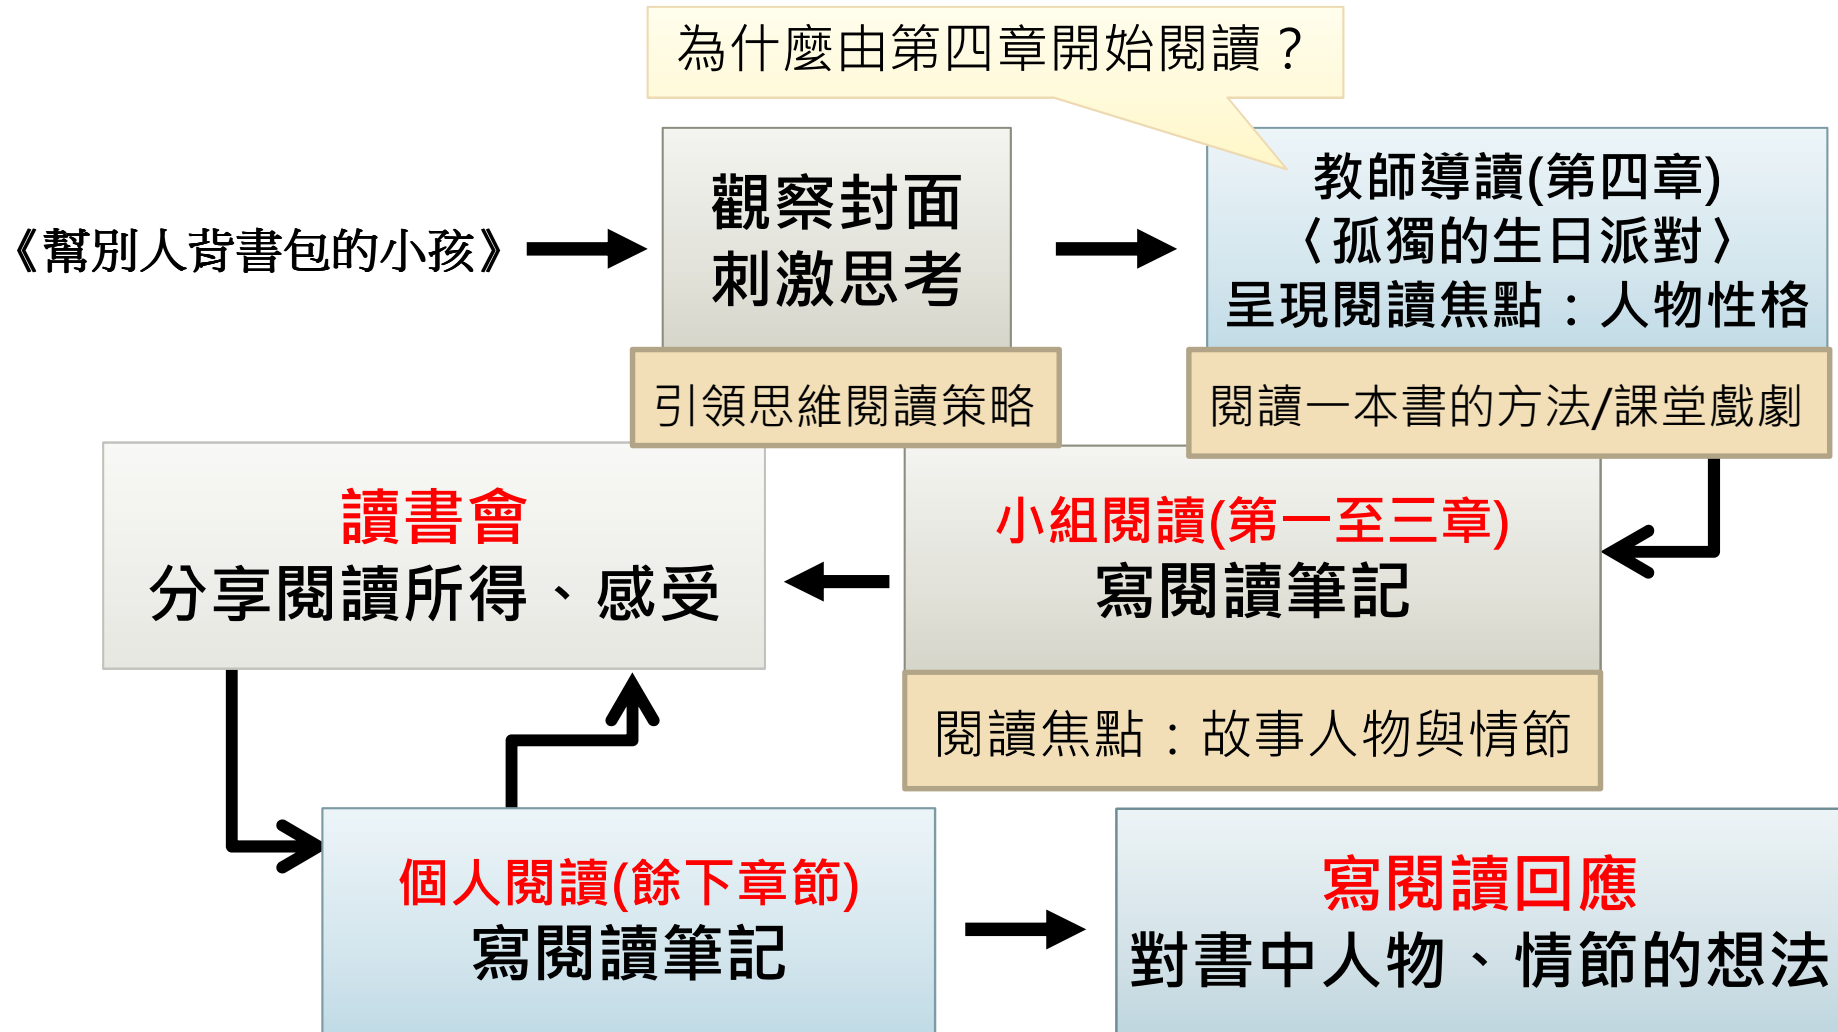 為什麼由第四章開始閱讀？
《幫別人背書包的小孩》
觀察封面
刺激思考
引領思維閱讀策略
教師導讀(第四章)
〈孤獨的生日派對〉
呈現閱讀焦點：人物性格
閱讀一本書的方法/課堂戲劇
小組閱讀(第一至三章)
寫閱讀筆記
閱讀焦點：故事人物與情節
讀書會
分享閱讀所得、感受
個人閱讀(餘下章節)
寫閱讀筆記
寫閱讀回應
對書中人物、情節的想法